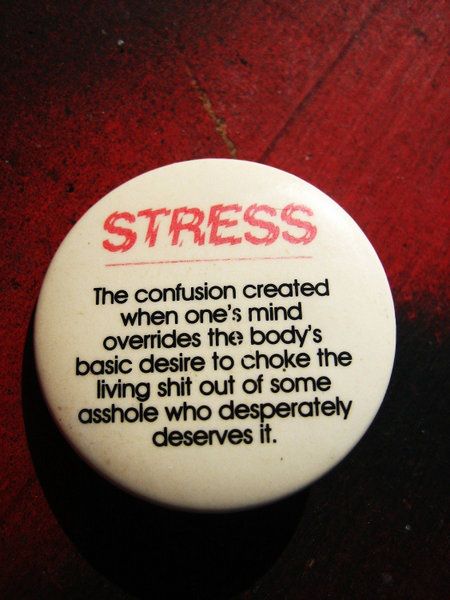 STRESS
The confusion created
when one's mind
overrides the body's
basic desire to choke the
living shit out of some
asshole who desperately
deserves it.